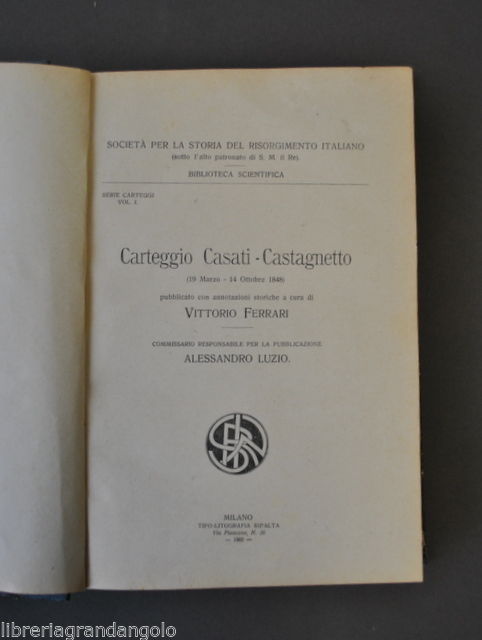 SOCIETÀ PER LA STORIA DEL RISORGIMENTO ITALIANO
(sotto l'alto patronato di S. M. il Re)
BIBLIOTECA SCIENTIFICA
SERIE CARTEGGI
VOL. I.
Carteggio Casati - Castagnetto
(19 Marzo - 14 Ottobre 1848)
pubblicato con annotazioni storiche a cura di
VITTORIO FERRARI
COMMISSARIO RESPONSABILE PER LA PUBBLICAZIONE
ALESSANDRO LUZIO.
MILANO
TIPO-LITOGRAFIA RIPALTA
Via N.
libreriagrandangolo